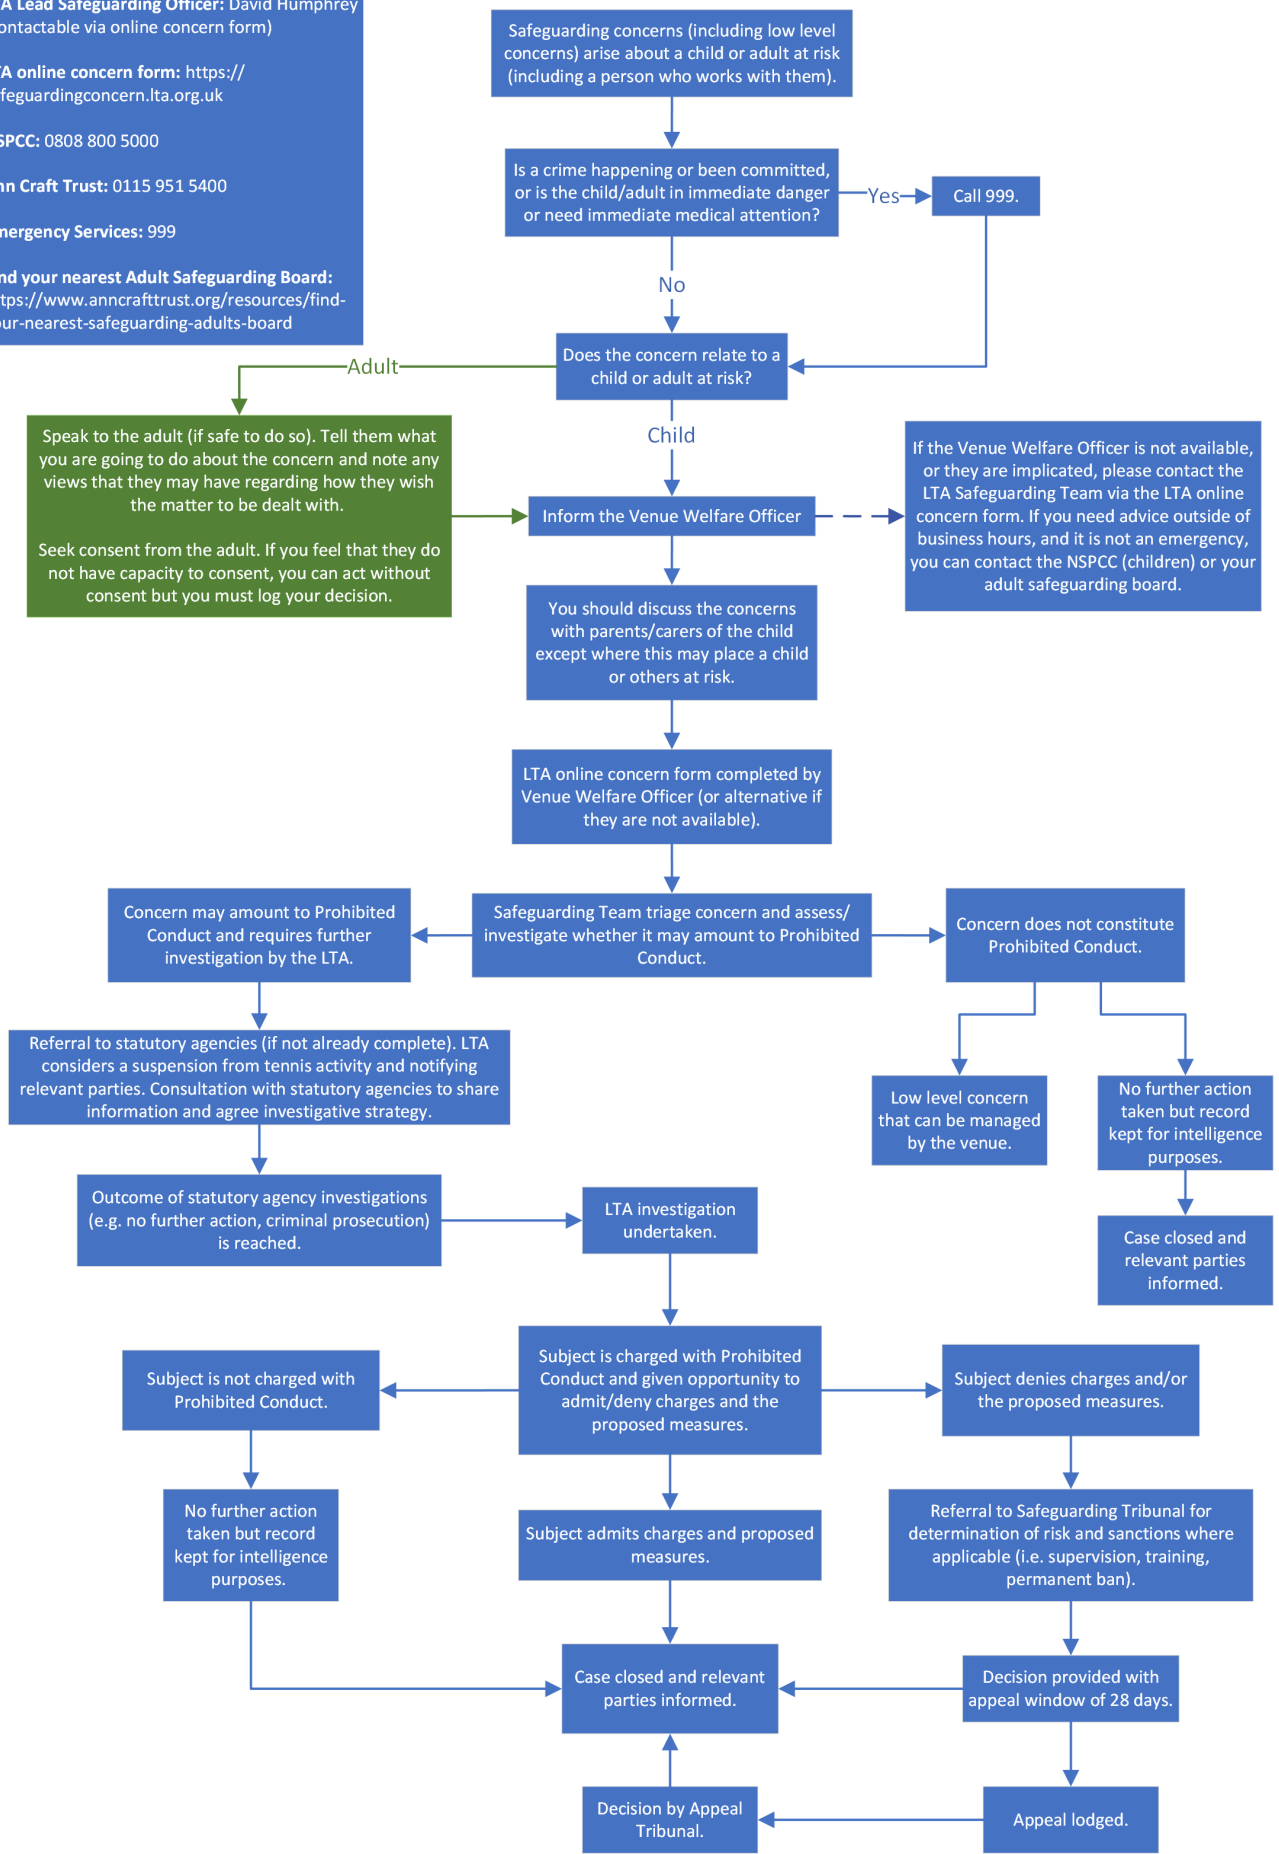 A Lead Safeguarding Officer: David Humphrey
ontactable via online concern form)
TA online concern form: https://
afeguardingconcern.lta.org.uk
SPCC: 0808 800 5000
nn Craft Trust: 0115 951 5400
mergency Services: 999
nd your nearest Adult Safeguarding Board:
tps://www.anncrafttrust.org/resources/find-
our-nearest-safeguarding-adults-board
Safeguarding concerns (including low level
concerns) arise about a child or adult at risk
(including a person who works with them).
Is a crime happening or been committed,
or is the child/adult in immediate danger
or need immediate medical attention?
Yes
Call 999.
No
Does the concern relate to a
child or adult at risk?
Adult
Child
Speak to the adult (if safe to do so). Tell them what
you are going to do about the concern and note any
views that they may have regarding how they wish
the matter to be dealt with.
Seek consent from the adult. If you feel that they do
not have capacity to consent, you can act without
consent but you must log your decision.
Inform the Venue Welfare Officer
If the Venue Welfare Officer is not available,
or they are implicated, please contact the
LTA Safeguarding Team via the LTA online
concern form. If you need advice outside of
business hours, and it is not an emergency,
you can contact the NSPCC (children) or your
adult safeguarding board.
You should discuss the concerns
with parents/carers of the child
except where this may place a child
or others at risk.
LTA online concern form completed by
Venue Welfare Officer (or alternative if
they are not available).
Concern may amount to Prohibited
Conduct and requires further
investigation by the LTA.
Safeguarding Team triage concern and assess/
investigate whether it may amount to Prohibited
Conduct.
Concern does not constitute
Prohibited Conduct.
Referral to statutory agencies (if not already complete). LTA
considers a suspension from tennis activity and notifying
relevant parties. Consultation with statutory agencies to share
information and agree investigative strategy.
Low level concern
that can be managed
by the venue.
No further action
taken but record
kept for intelligence
purposes.
Outcome of statutory agency investigations
(e.g. no further action, criminal prosecution)
is reached.
LTA investigation
undertaken.
Case closed and
relevant parties
informed.
Subject is not charged with
Prohibited Conduct.
Subject is charged with Prohibited
Conduct and given opportunity to
admit/deny charges and the
proposed measures.
Subject denies charges and/or
the proposed measures.
No further action
taken but record
kept for intelligence
purposes.
Subject admits charges and proposed
measures.
Referral to Safeguarding Tribunal for
determination of risk and sanctions where
applicable (i.e. supervision, training,
permanent ban).
Case closed and relevant
parties informed.
Decision provided with
appeal window of 28 days.
Decision by Appeal
Tribunal.
Appeal lodged.